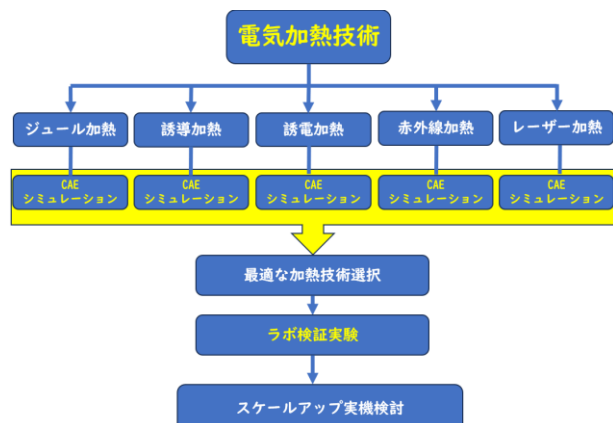 電気加熱技術
ジュール加熱
誘導加熱
誘電加熱
赤外線加熱
レーザー加熱
CAE
シミュレーション
CAE
シミュレーション
CAE
シミュレーション
CAE
シミュレーション
CAE
シミュレーション
最適な加熱技術選択
ラボ検証実験
スケールアップ実機検討